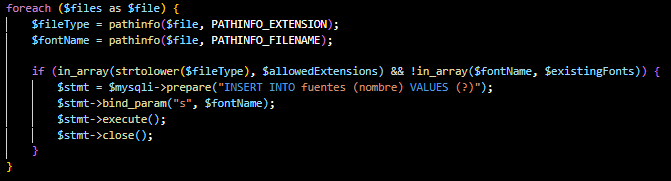 foreach ($files as $file) {
    $fileType = pathinfo($file, PATHINFO_EXTENSION);
    $fontName = pathinfo($file, PATHINFO_FILENAME);

    if (in_array(strtolower($fileType), $allowedExtensions) && !in_array($fontName, $existingFonts)) {
        $stmt = $mysqli->prepare("INSERT INTO fuentes (nombre) VALUES (?)");
        $stmt->bind_param("s", $fontName);
        $stmt->execute();
        $stmt->close();
    }
}